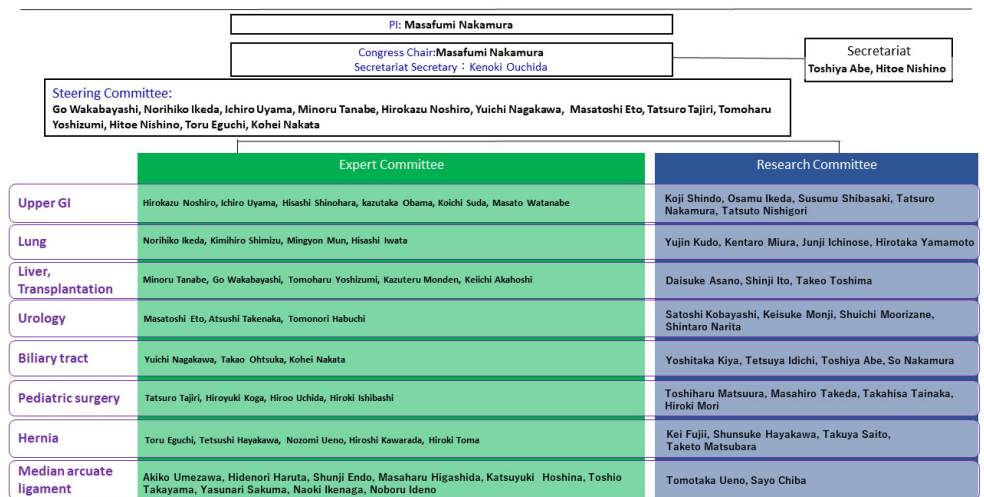 PI: Masafumi Nakamura
Congress Chair:Masafumi Nakamura
Secretariat Secretary：Kenoki Ouchida
Secretariat
Toshiya Abe, Hitoe Nishino
Steering Committee:
Go Wakabayashi, Norihiko Ikeda, Ichiro Uyama, Minoru Tanabe, Hirokazu Noshiro, Yuichi Nagakawa, Masatoshi Eto, Tatsuro Tajiri, Tomoharu
Yoshizumi, Hitoe Nishino, Toru Eguchi, Kohei Nakata
Expert Committee
Research Committee
Upper GI
Hirokazu Noshiro, Ichiro Uyama, Hisashi Shinohara, kazutaka Obama, Koichi Suda, Masato Watanabe
Koji Shindo, Osamu Ikeda, Susumu Shibasaki, Tatsuro
Nakamura, Tatsuto Nishigori
Lung
Norihiko Ikeda, Kimihiro Shimizu, Mingyon Mun, Hisashi Iwata
Yujin Kudo, Kentaro Miura, Junji Ichinose, Hirotaka Yamamoto
Liver,
Transplantation
Minoru Tanabe, Go Wakabayashi, Tomoharu Yoshizumi, Kazuteru Monden, Keiichi Akahoshi
Daisuke Asano, Shinji Ito, Takeo Toshima
Urology
Masatoshi Eto, Atsushi Takenaka, Tomonori Habuchi
Satoshi Kobayashi, Keisuke Monji, Shuichi Moorizane,
Shintaro Narita
Biliary tract
Yuichi Nagakawa, Takao Ohtsuka, Kohei Nakata
Yoshitaka Kiya, Tetsuya Idichi, Toshiya Abe, So Nakamura
Pediatric surgery
Tatsuro Tajiri, Hiroyuki Koga, Hiroo Uchida, Hiroki Ishibashi
Toshiharu Matsuura, Masahiro Takeda, Takahisa Tainaka,
Hiroki Mori
Hernia
Toru Eguchi, Tetsushi Hayakawa, Nozomi Ueno, Hiroshi Kawarada, Hiroki Toma
Kei Fujii, Shunsuke Hayakawa, Takuya Saito,
Taketo Matsubara
Median arcuate
ligament
Akiko Umezawa, Hidenori Haruta, Shunji Endo, Masaharu Higashida, Katsuyuki Hoshina, Toshio
Takayama, Yasunari Sakuma, Naoki Ikenaga, Noboru Ideno
Tomotaka Ueno, Sayo Chiba